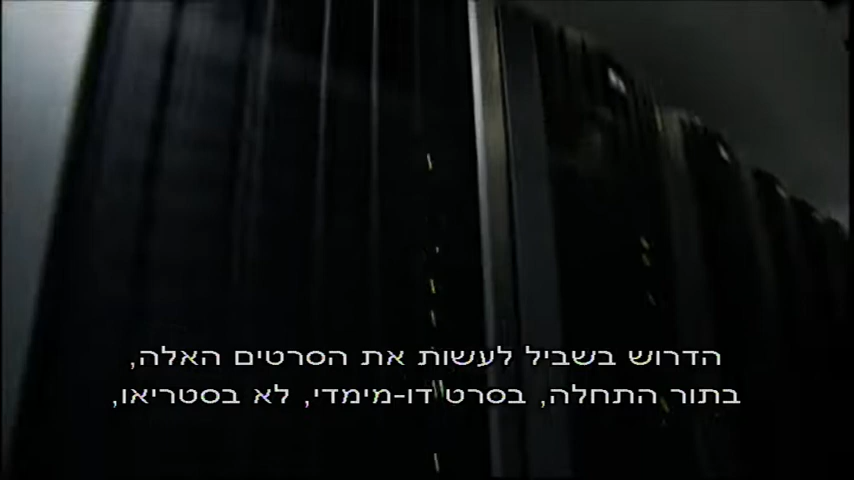 הדרוש בשביל לעשות את הסרטים האלה,
בתור התחלה, בסרט דו-מימדי, לא בסטריאו,